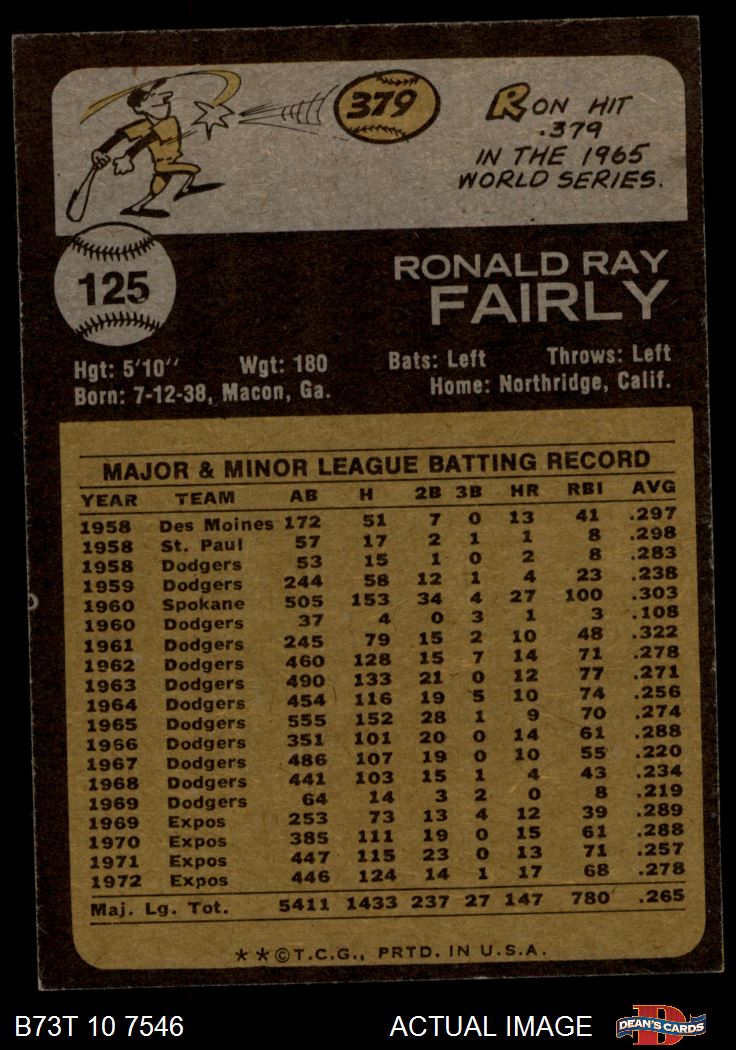 379
RON HIT
.379
IN THE 1965
WORLD SERIES.
125
RONALD RAY
FAIRLY
Hgt: 5'10" Wgt: 180 Bats: Left Throws: Left
Born: 7-12-38, Macon, Ga. Home: Northridge, Calif.
MAJOR & MINOR LEAGUE BATTING RECORD
YEAR TEAM AB H 2B 3B HR RBI AVG
1958 Des Moines 172 51 7 0 13 41 .297
1958 St. Paul 57 17 2 1 1 8 .298
1958 Dodgers 53 15 1 0 2 8 .283
1959 Dodgers 244 58 12 1 4 23 .238
1960 Spokane 505 153 34 4 27 100 .303
1960 Dodgers 37 4 0 3 1 3 .108
1961 Dodgers 245 79 15 2 10 48 .322
1962 Dodgers 460 128 15 7 14 71 .278
1963 Dodgers 490 133 21 0 12 77 .271
1964 Dodgers 454 116 19 5 10 74 .256
1965 Dodgers 555 152 28 1 9 70 .274
1966 Dodgers 351 101 20 0 14 61 .288
1967 Dodgers 486 107 19 0 10 55 .220
1968 Dodgers 441 103 15 1 4 43 .234
1969 Dodgers 64 14 3 2 0 8 .219
1969 Expos 253 73 13 4 12 39 .289
1970 Expos 385 111 19 0 15 61 .288
1971 Expos 447 115 23 0 13 71 .257
1972 Expos 446 124 14 1 17 68 .278
Maj. Lg. Tot. 5411 1433 237 27 147 780 .265
**©T.C.G., PRTD. IN U.S.A.
B73T 10 7546 ACTUAL IMAGE DEAN'S CARDS